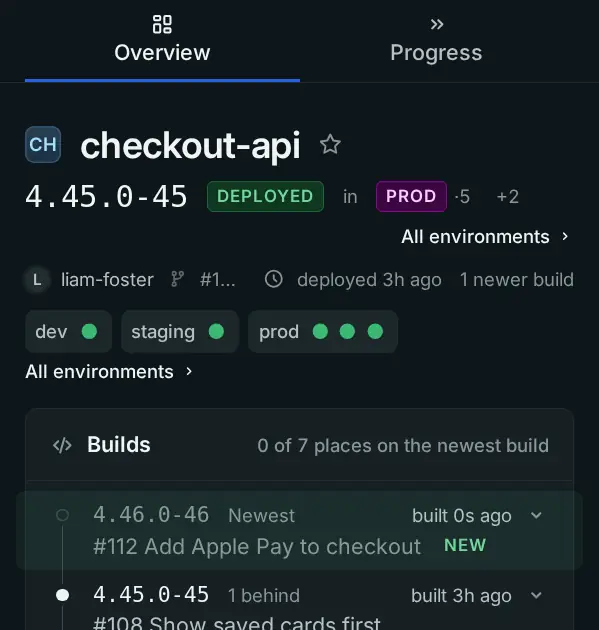 Overview
Progress
CH checkout-api
4.45.0-45 DEPLOYED in PROD ·5 +2
All environments ›
L liam-foster #1... deployed 3h ago 1 newer build
dev staging prod
All environments ›
</> Builds 0 of 7 places on the newest build
4.46.0-46 Newest built 0s ago
#112 Add Apple Pay to checkout NEW
4.45.0-45 1 behind built 3h ago
#108 Show saved cards first